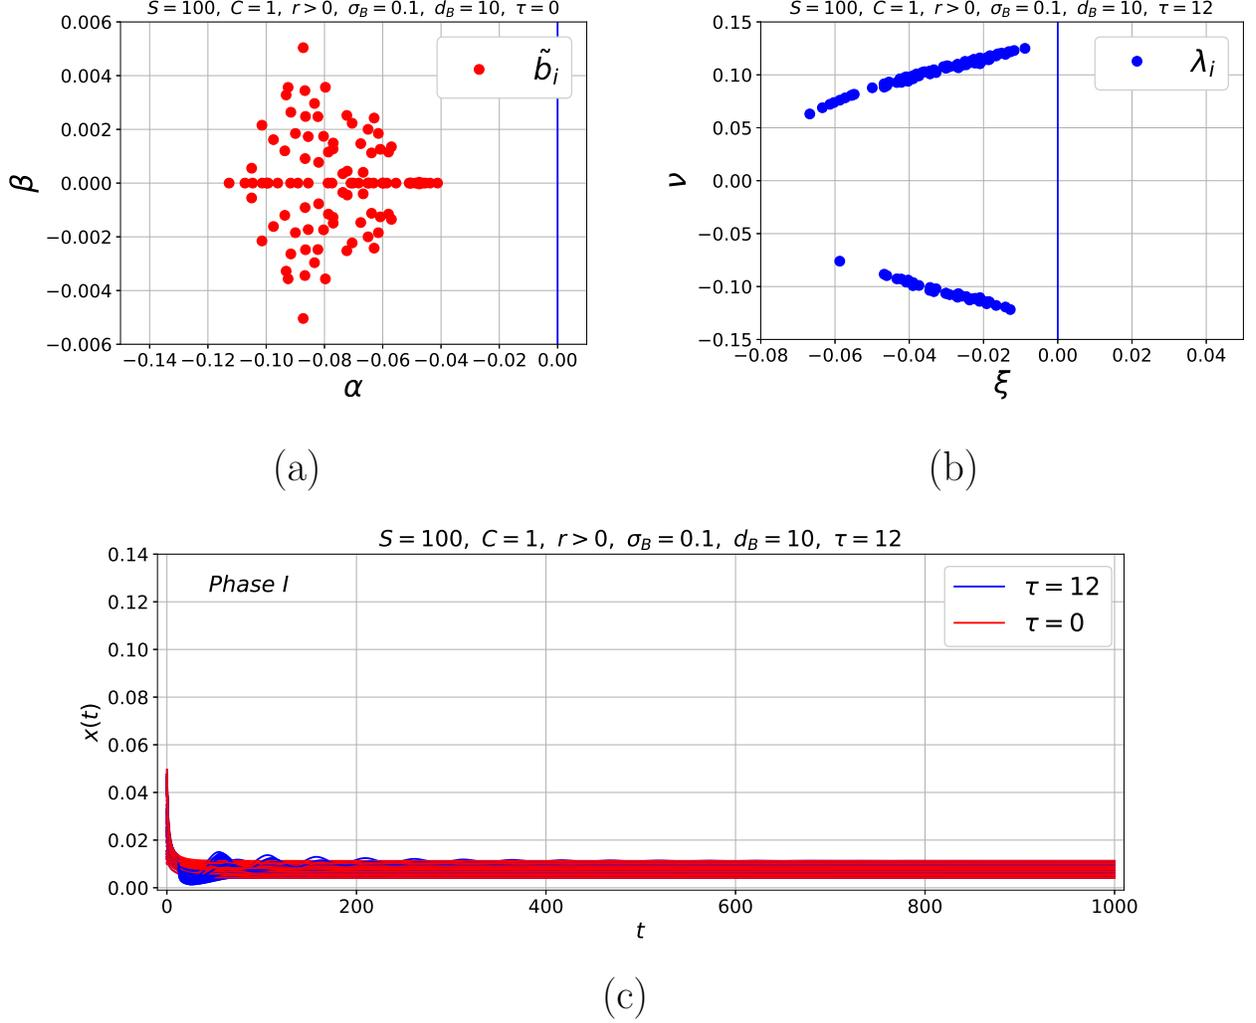 S = 100, C = 1, r > 0, σ_B = 0.1, d_B = 10, τ = 0
0.006
0.004
0.002
0.000
−0.002
−0.004
−0.006
β
b̃_i
−0.14 −0.12 −0.10 −0.08 −0.06 −0.04 −0.02 0.00
α
(a)
S = 100, C = 1, r > 0, σ_B = 0.1, d_B = 10, τ = 12
0.15
0.10
0.05
0.00
−0.05
−0.10
−0.15
ν
λ_i
−0.08 −0.06 −0.04 −0.02 0.00 0.02 0.04
ξ
(b)
S = 100, C = 1, r > 0, σ_B = 0.1, d_B = 10, τ = 12
0.14
0.12
0.10
0.08
0.06
0.04
0.02
0.00
x(t)
Phase I
τ = 12
τ = 0
0 200 400 600 800 1000
t
(c)